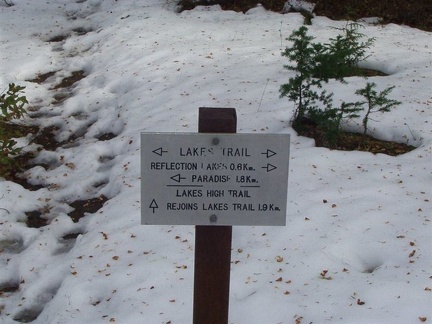 LAKES TRAIL
REFLECTION LAKES 0.6 Km.
PARADISE 1.8 Km.
LAKES HIGH TRAIL
REJOINS LAKES TRAIL 1.9 Km.